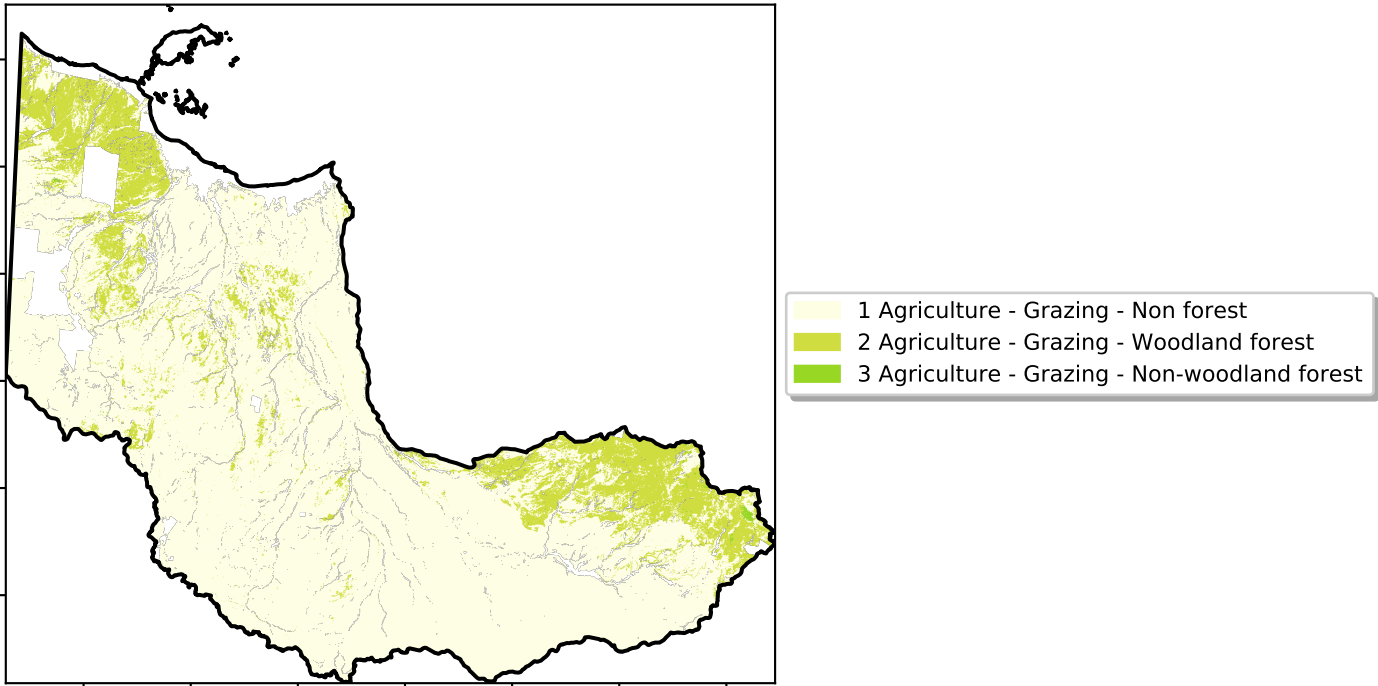 1 Agriculture - Grazing - Non forest
2 Agriculture - Grazing - Woodland forest
3 Agriculture - Grazing - Non-woodland forest